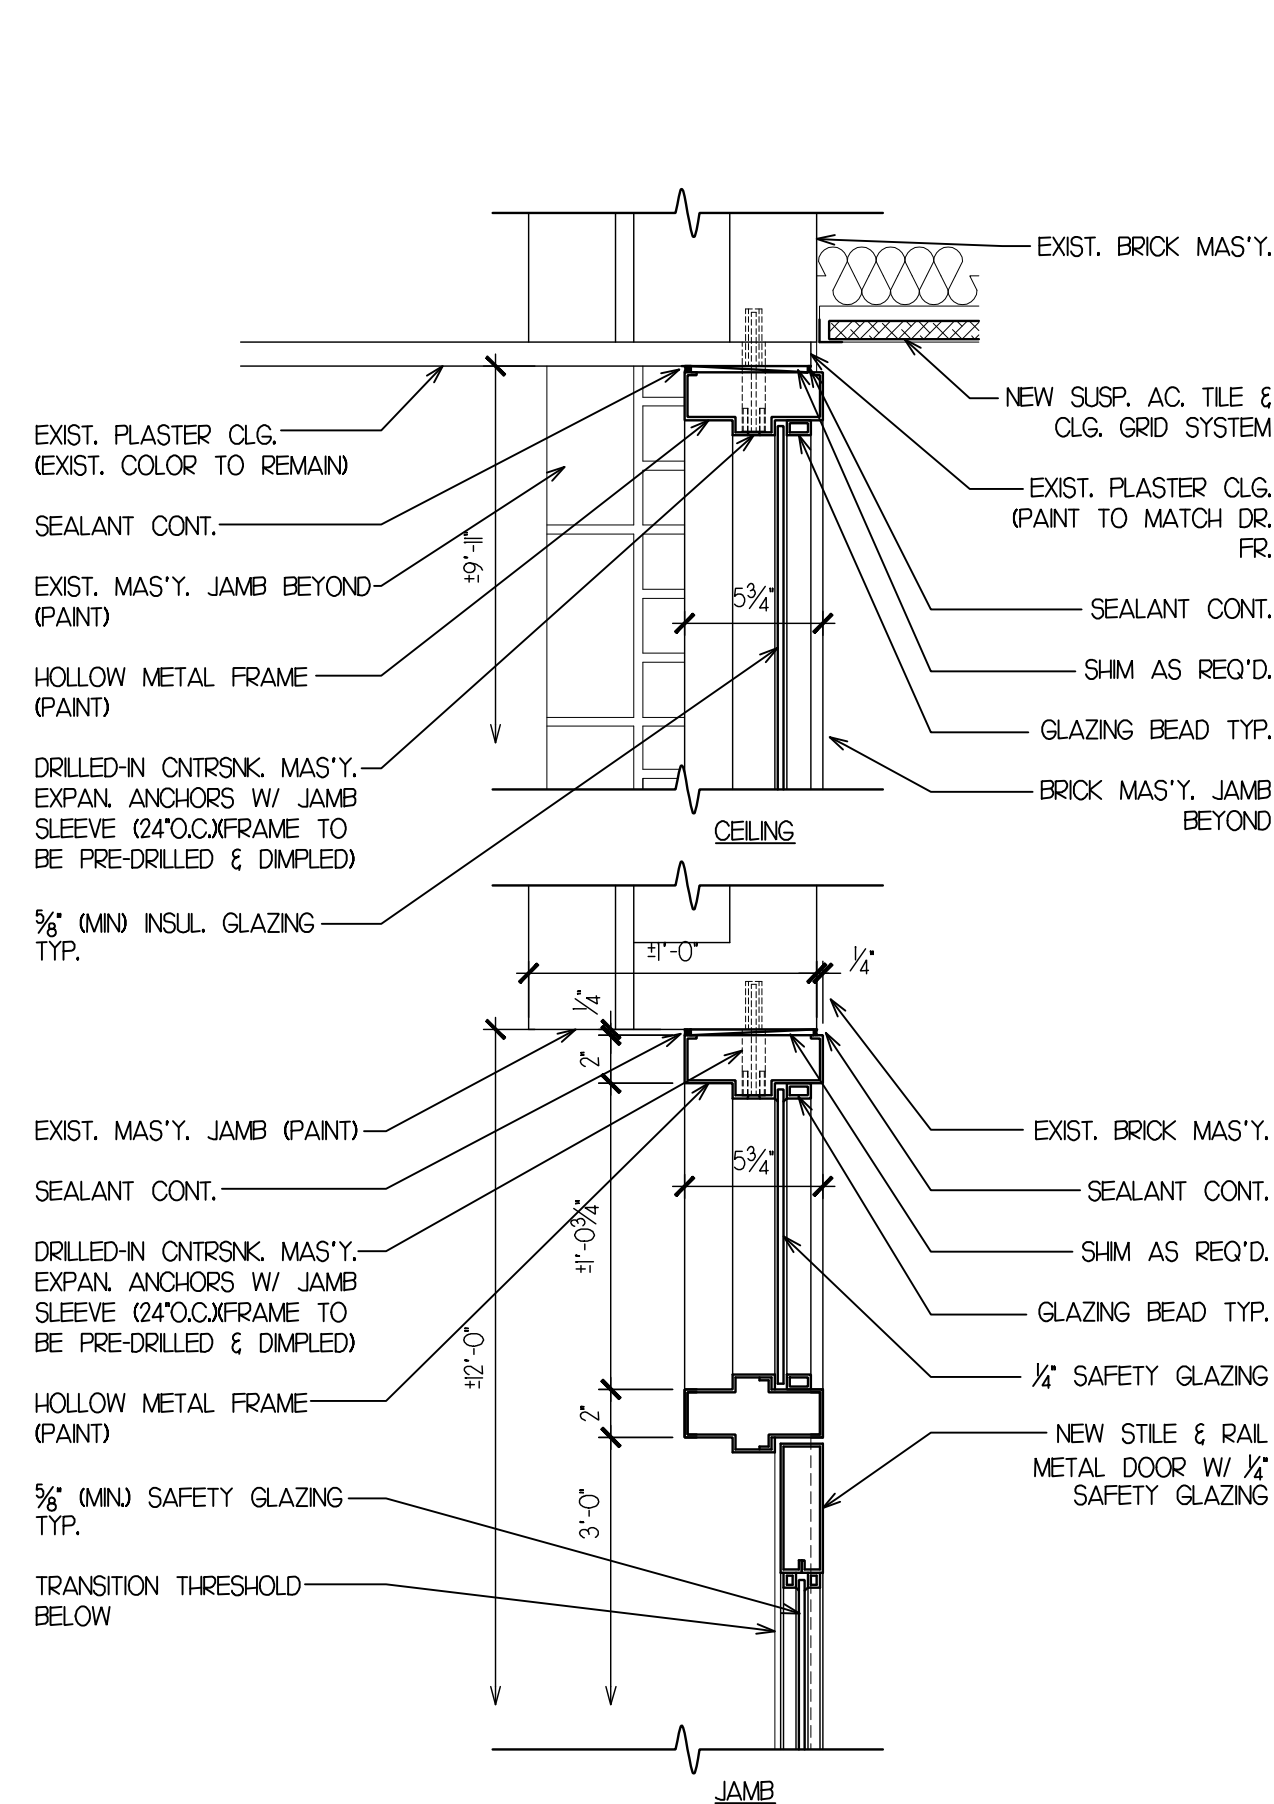 EXIST. BRICK MAS'Y.
NEW SUSP. AC. TILE &
CLG. GRID SYSTEM
EXIST. PLASTER CLG.
(EXIST. COLOR TO REMAIN)
EXIST. PLASTER CLG.
(PAINT TO MATCH DR.
FR.
SEALANT CONT.
±9'-11"
EXIST. MAS'Y. JAMB BEYOND
(PAINT)
5¾"
SEALANT CONT.
HOLLOW METAL FRAME
(PAINT)
SHIM AS REQ'D.
GLAZING BEAD TYP.
DRILLED-IN CNTRSNK. MAS'Y.
EXPAN. ANCHORS W/ JAMB
SLEEVE (24"O.C.)(FRAME TO
BE PRE-DRILLED & DIMPLED)
BRICK MAS'Y. JAMB
BEYOND
CEILING
⅝" (MIN) INSUL. GLAZING
TYP.
±1'-0"
¼"
¼"
2"
EXIST. MAS'Y. JAMB (PAINT)
EXIST. BRICK MAS'Y.
5¾"
SEALANT CONT.
SEALANT CONT.
±1'-0¾"
DRILLED-IN CNTRSNK. MAS'Y.
EXPAN. ANCHORS W/ JAMB
SLEEVE (24"O.C.)(FRAME TO
BE PRE-DRILLED & DIMPLED)
SHIM AS REQ'D.
GLAZING BEAD TYP.
±12'-0"
¼" SAFETY GLAZING
HOLLOW METAL FRAME
(PAINT)
2"
NEW STILE & RAIL
METAL DOOR W/ ¼"
SAFETY GLAZING
⅝" (MIN.) SAFETY GLAZING
TYP.
3'-0"
TRANSITION THRESHOLD
BELOW
JAMB